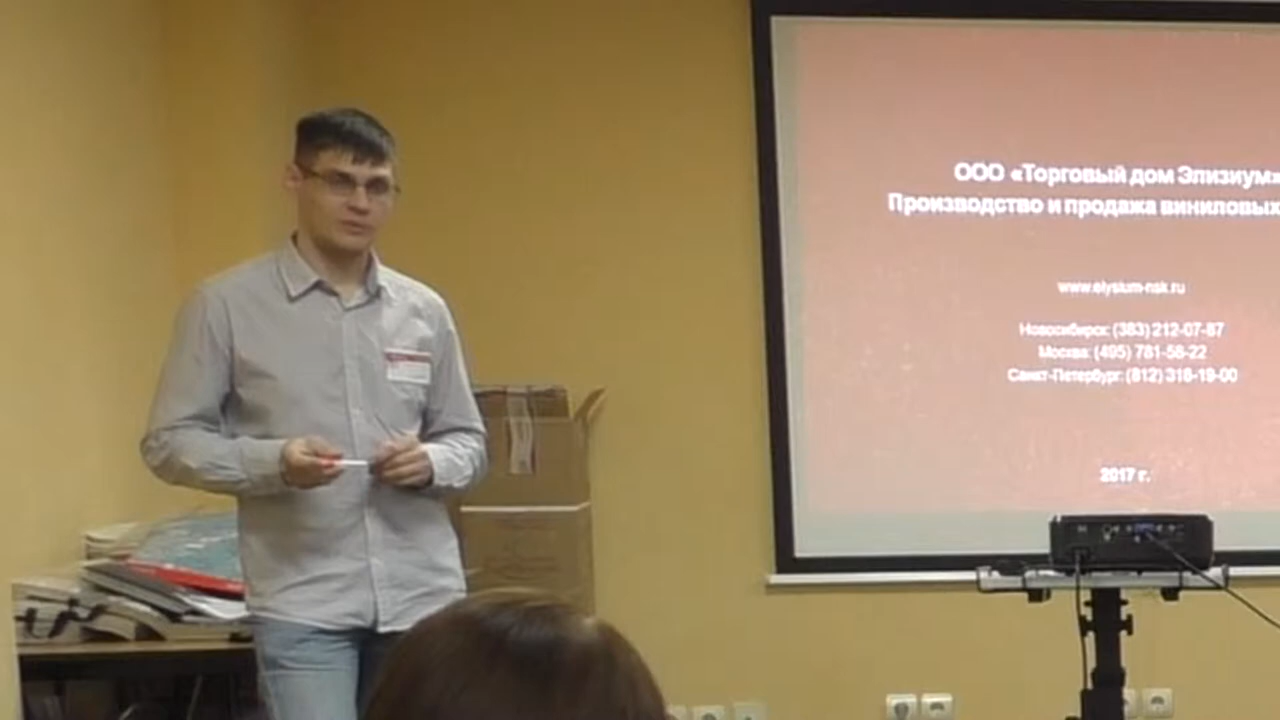 ООО «Торговый дом Элизиум»
Производство и продажа виниловых
www.elysium-nsk.ru
Новосибирск: (383) 212-07-87
Москва: (495) 781-58-22
Санкт-Петербург: (812) 318-19-00
2017 г.